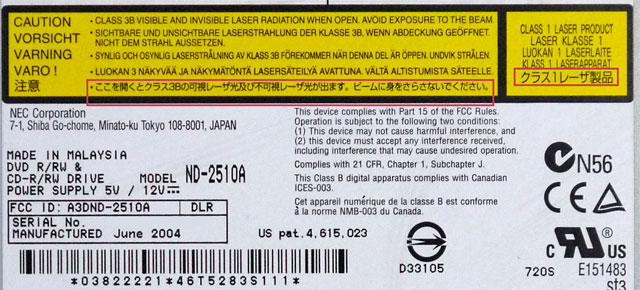 CAUTION
VORSICHT
VARNING
VARO!
注意
• CLASS 3B VISIBLE AND INVISIBLE LASER RADIATION WHEN OPEN. AVOID EXPOSURE TO THE BEAM.
• SICHTBARE UND UNSICHTBARE LASERSTRAHLUNG DER KLASSE 3B, WENN ABDECKUNG GEÖFFNET.
NICHT DEM STRAHL AUSSETZEN.
• SYNLIG OCH OSYNLIG LASERSTRÅLNING AV KLASS 3B FÖREKOMMER NÄR DENNA DEL ÄR ÖPPEN. UNDVIK STRÅLEN.
• LUOKAN 3 NÄKYVÄÄ JA NÄKYMÄTÖNTÄ LASERSÄTEILYÄ AVATTUNA. VÄLTÄ ALTISTUMISTA SÄTEELLE.
• ここを開くとクラス3Bの可視レーザ光及び不可視レーザ光が出ます。ビームに身をさらさないでください。
CLASS 1 LASER PRODUCT
LASER KLASSE 1
LUOKAN 1 LASERLAITE
KLASS 1 LASERAPPARAT
クラス1レーザ製品
NEC Corporation
7-1, Shiba Go-chome, Minato-ku Tokyo 108-8001, JAPAN
MADE IN MALAYSIA
DVD R/RW &
CD-R/RW DRIVE MODEL ND-2510A
POWER SUPPLY 5V / 12V
FCC ID: A3DND-2510A DLR
SERIAL No.
MANUFACTURED June 2004
US pat.4,615,023
*03822221*46T5283S111*
This device complies with Part 15 of the FCC Rules.
Operation is subject to the following two conditions:
(1) This device may not cause harmful interference, and
(2) this device must accept any interference received,
including interference that may cause undesired operation.
Complies with 21 CFR, Chapter 1, Subchapter J.
This Class B digital apparatus complies with Canadian
ICES-003.
Cet appareil numérique de la classe B est conforme
à la norme NMB-003 du Canada.
D33105
N56
CE
C RU US
720S E151483
st3